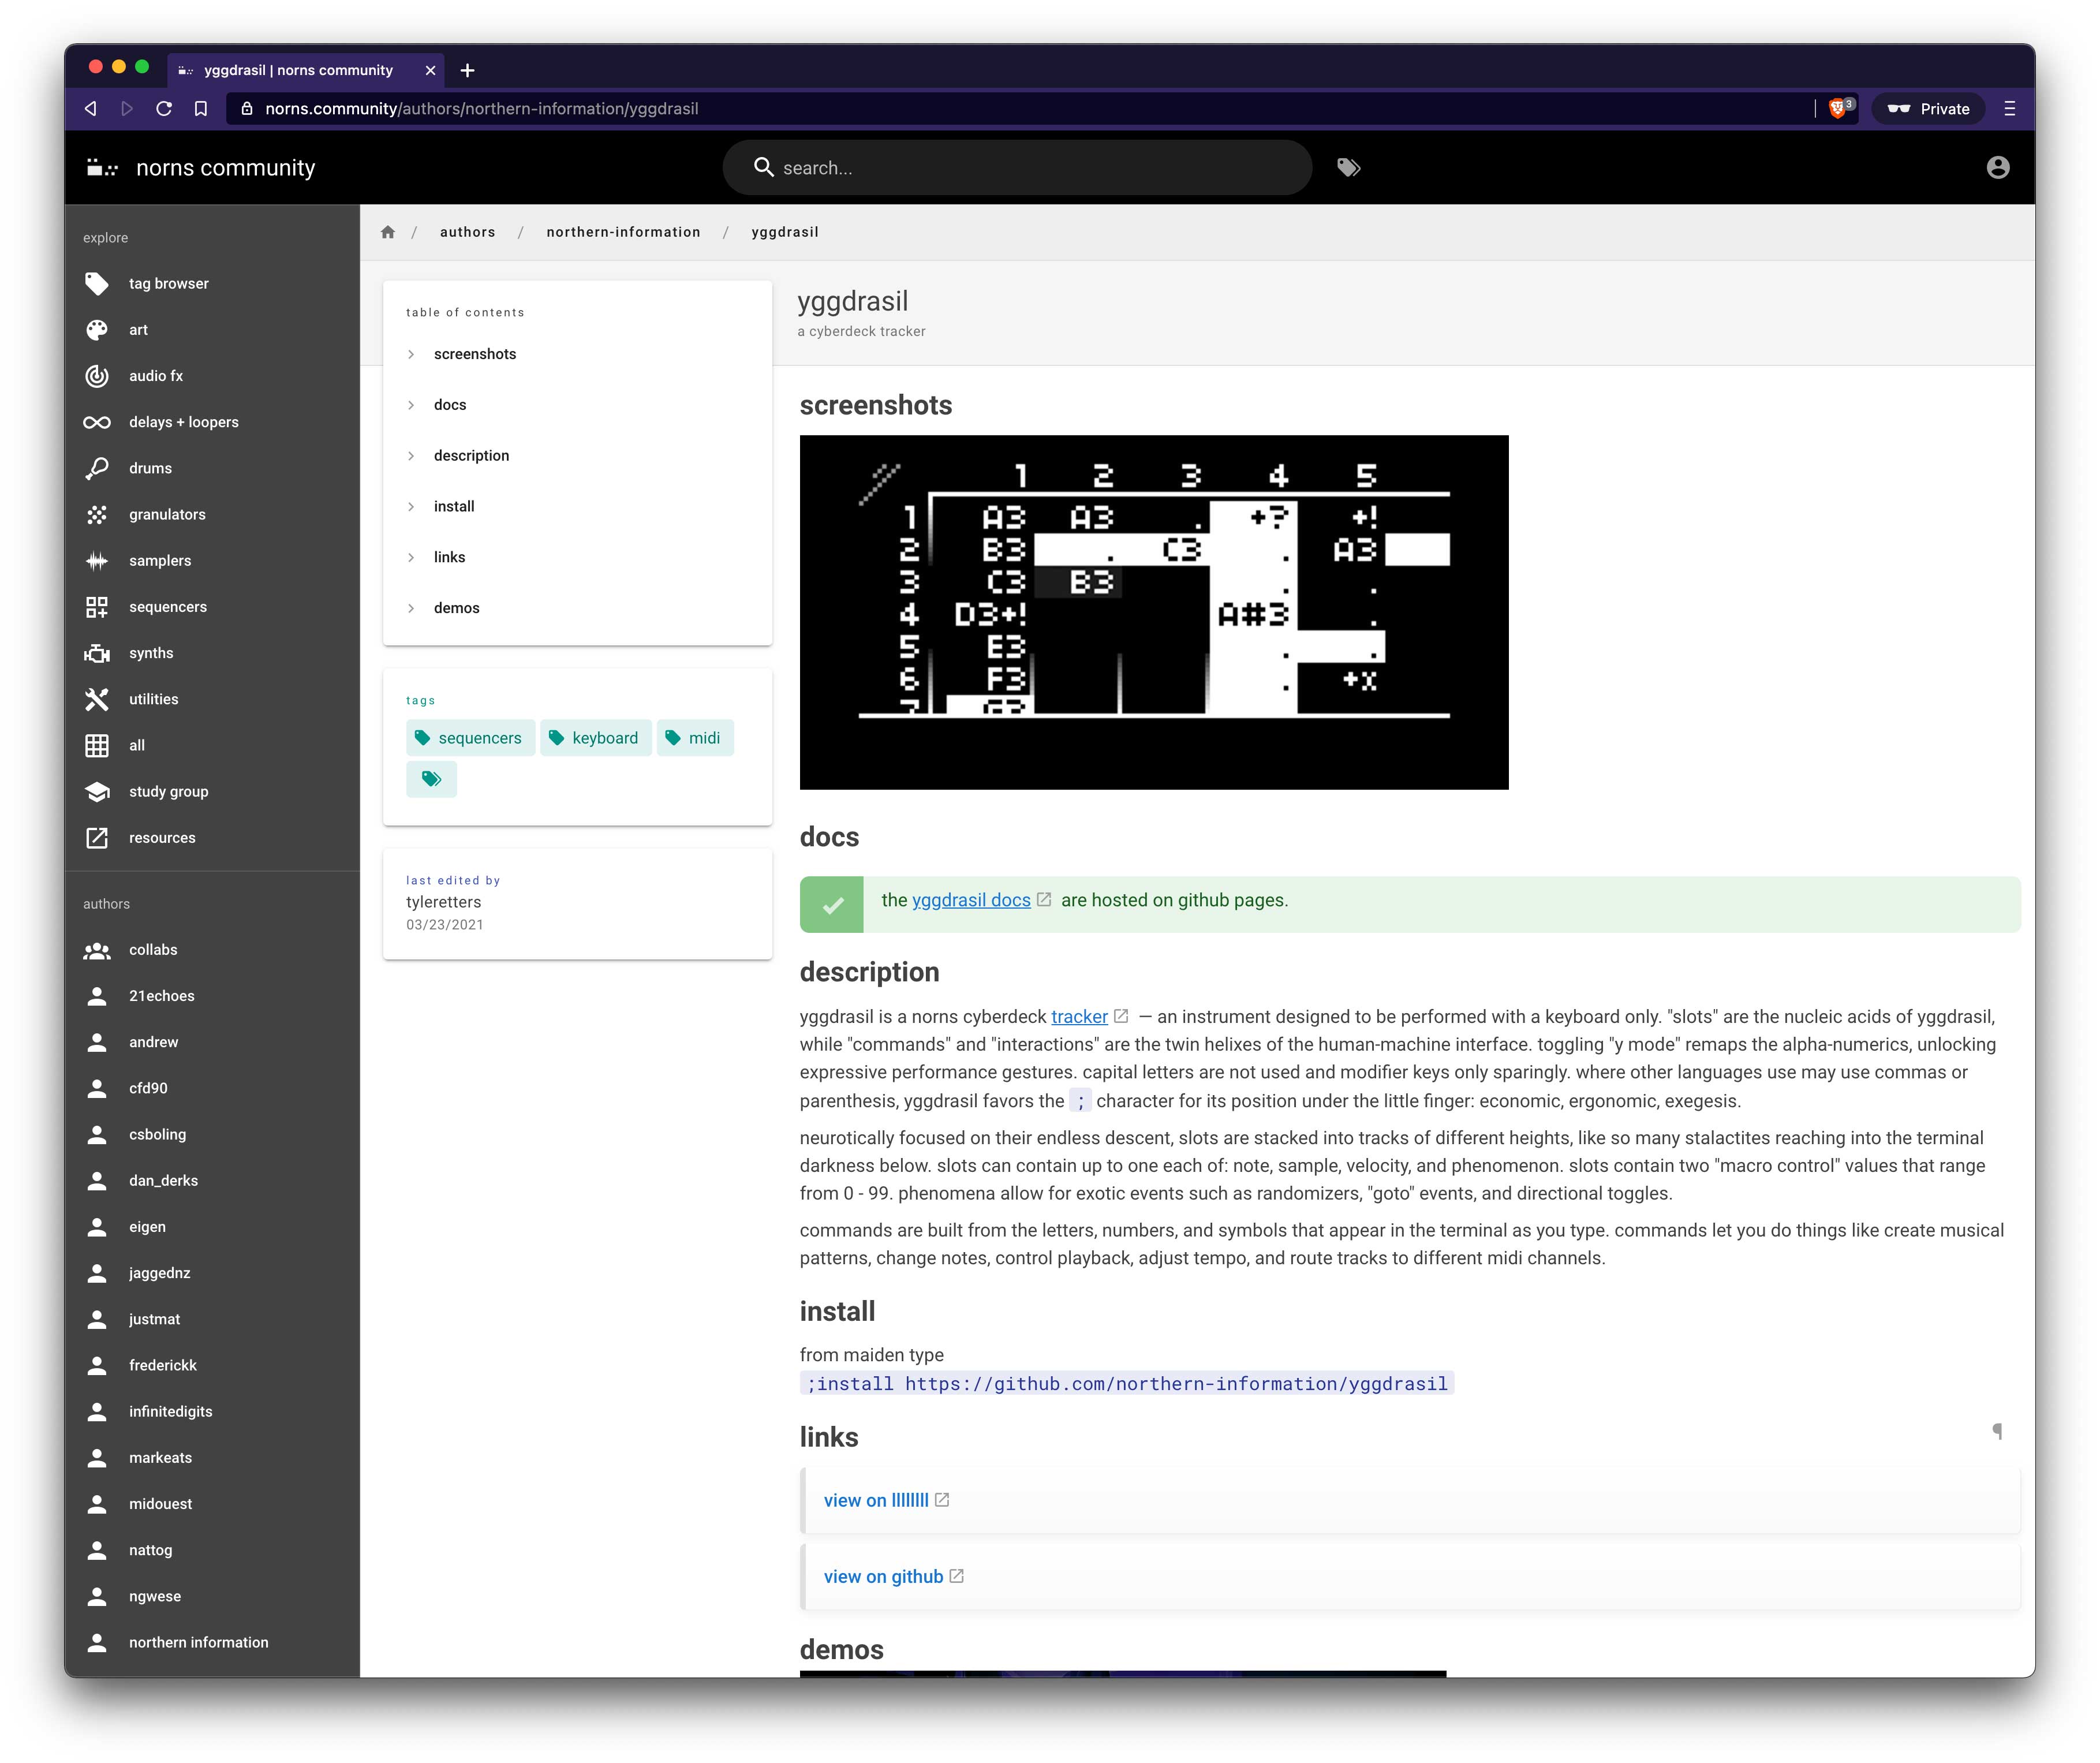 yggdrasil | norns community
norns.community/authors/northern-information/yggdrasil
3
Private
norns community
search...
explore
tag browser
art
audio fx
delays + loopers
drums
granulators
samplers
sequencers
synths
utilities
all
study group
resources
authors
collabs
21echoes
andrew
cfd90
csboling
dan_derks
eigen
jaggednz
justmat
frederickk
infinitedigits
markeats
midouest
nattog
ngwese
northern information
/ authors / northern-information / yggdrasil
table of contents
screenshots
docs
description
install
links
demos
tags
sequencers keyboard midi
last edited by
tyleretters
03/23/2021
yggdrasil
a cyberdeck tracker
screenshots
// 1 2 3 4 5
1 A3 A3 . +? +!
2 B3 . C3 . A3
3 C3 B3 . .
4 D3+! A#3 .
5 E3 . .
6 F3 . +X
7 G3
docs
the yggdrasil docs are hosted on github pages.
description
yggdrasil is a norns cyberdeck tracker — an instrument designed to be performed with a keyboard only. "slots" are the nucleic acids of yggdrasil,
while "commands" and "interactions" are the twin helixes of the human-machine interface. toggling "y mode" remaps the alpha-numerics, unlocking
expressive performance gestures. capital letters are not used and modifier keys only sparingly. where other languages use may use commas or
parenthesis, yggdrasil favors the ; character for its position under the little finger: economic, ergonomic, exegesis.
neurotically focused on their endless descent, slots are stacked into tracks of different heights, like so many stalactites reaching into the terminal
darkness below. slots can contain up to one each of: note, sample, velocity, and phenomenon. slots contain two "macro control" values that range
from 0 - 99. phenomena allow for exotic events such as randomizers, "goto" events, and directional toggles.
commands are built from the letters, numbers, and symbols that appear in the terminal as you type. commands let you do things like create musical
patterns, change notes, control playback, adjust tempo, and route tracks to different midi channels.
install
from maiden type
;install https://github.com/northern-information/yggdrasil
links
¶
view on llllllll
view on github
demos